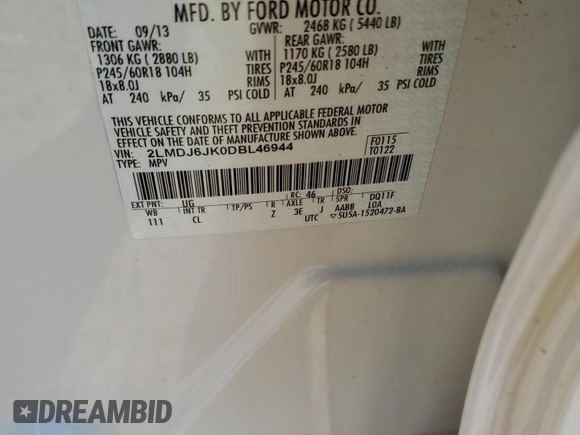 MFD. BY FORD MOTOR CO.
DATE: 09/13 GVWR: 2468 KG ( 5440 LB)
FRONT GAWR: REAR GAWR:
1306 KG ( 2880 LB) 1170 KG ( 2580 LB)
P245/60R18 104H TIRES P245/60R18 104H TIRES
18x8.0J RIMS 18x8.0J RIMS
AT 240 kPa/ 35 PSI COLD AT 240 kPa/ 35 PSI COLD
THIS VEHICLE CONFORMS TO ALL APPLICABLE FEDERAL MOTOR
VEHICLE SAFETY AND THEFT PREVENTION STANDARDS IN
EFFECT ON THE DATE OF MANUFACTURE SHOWN ABOVE.
VIN: 2LMDJ6JK0DBL46944 F0115
TYPE: MPV T0122
EXT PNT: UG RC: 46 DSO:
WB INT TR TP/PS R AXLE TR SPR DQ11F
111 CL Z 3E J AABB LOA
UTC ▽5U5A-1520472-BA
DREAMBID